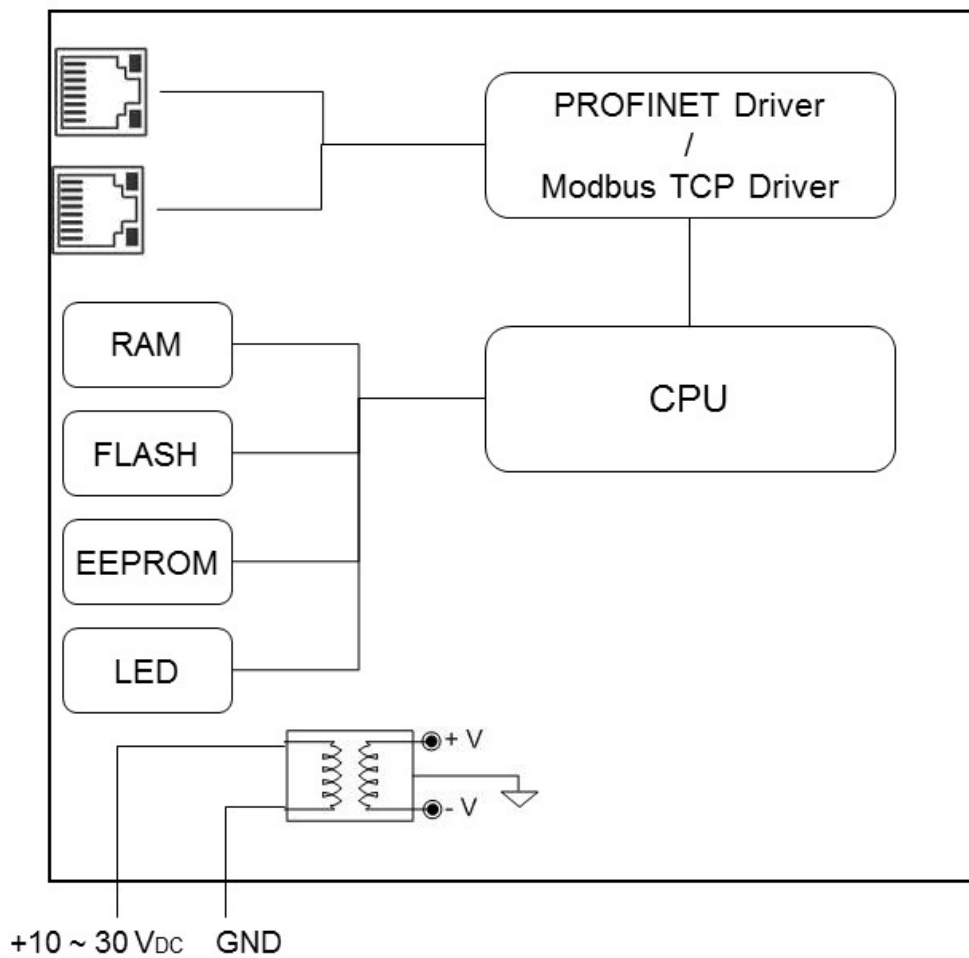 PROFINET Driver
/
Modbus TCP Driver
RAM
CPU
FLASH
EEPROM
LED
+ V
- V
+10 ~ 30 VDC GND